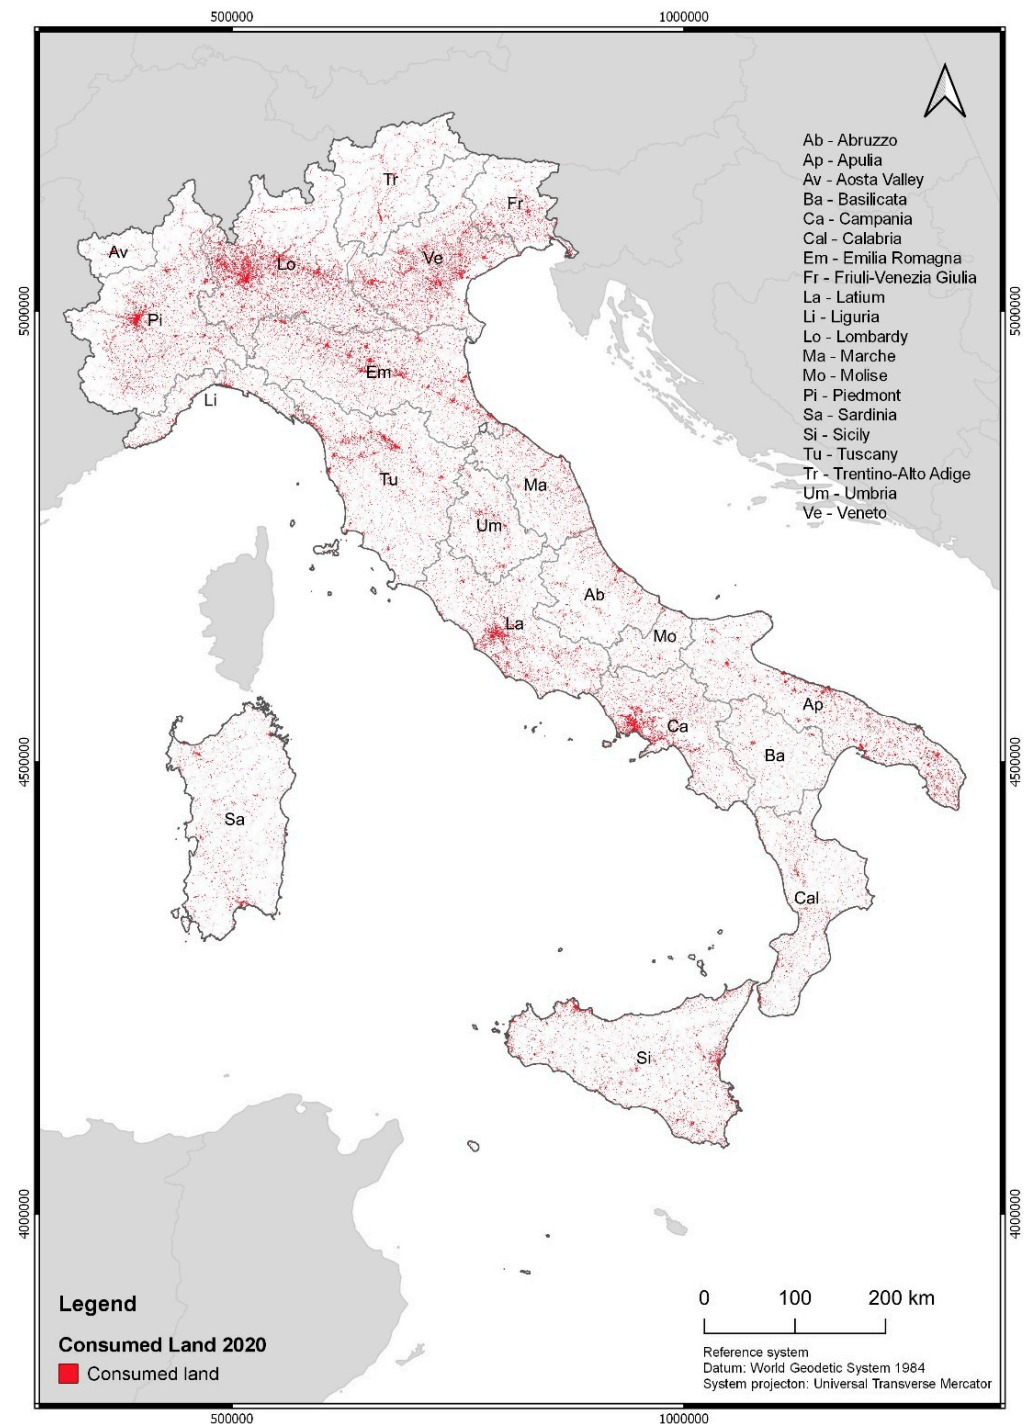 500000
1000000
Ab - Abruzzo
Ap - Apulia
Av - Aosta Valley
Ba - Basilicata
Ca - Campania
Cal - Calabria
Em - Emilia Romagna
Fr - Friuli-Venezia Giulia
La - Latium
Li - Liguria
Lo - Lombardy
Ma - Marche
Mo - Molise
Pi - Piedmont
Sa - Sardinia
Si - Sicily
Tu - Tuscany
Tr - Trentino-Alto Adige
Um - Umbria
Ve - Veneto
Tr
Fr
Av
Lo
Ve
5000000
5000000
Pi
Em
Li
Tu
Ma
Um
Ab
La
Mo
Ap
Ca
Ba
4500000
4500000
Sa
Cal
Si
4000000
4000000
Legend
Consumed Land 2020
Consumed land
0 100 200 km
Reference system
Datum: World Geodetic System 1984
System projecton: Universal Transverse Mercator
500000
1000000